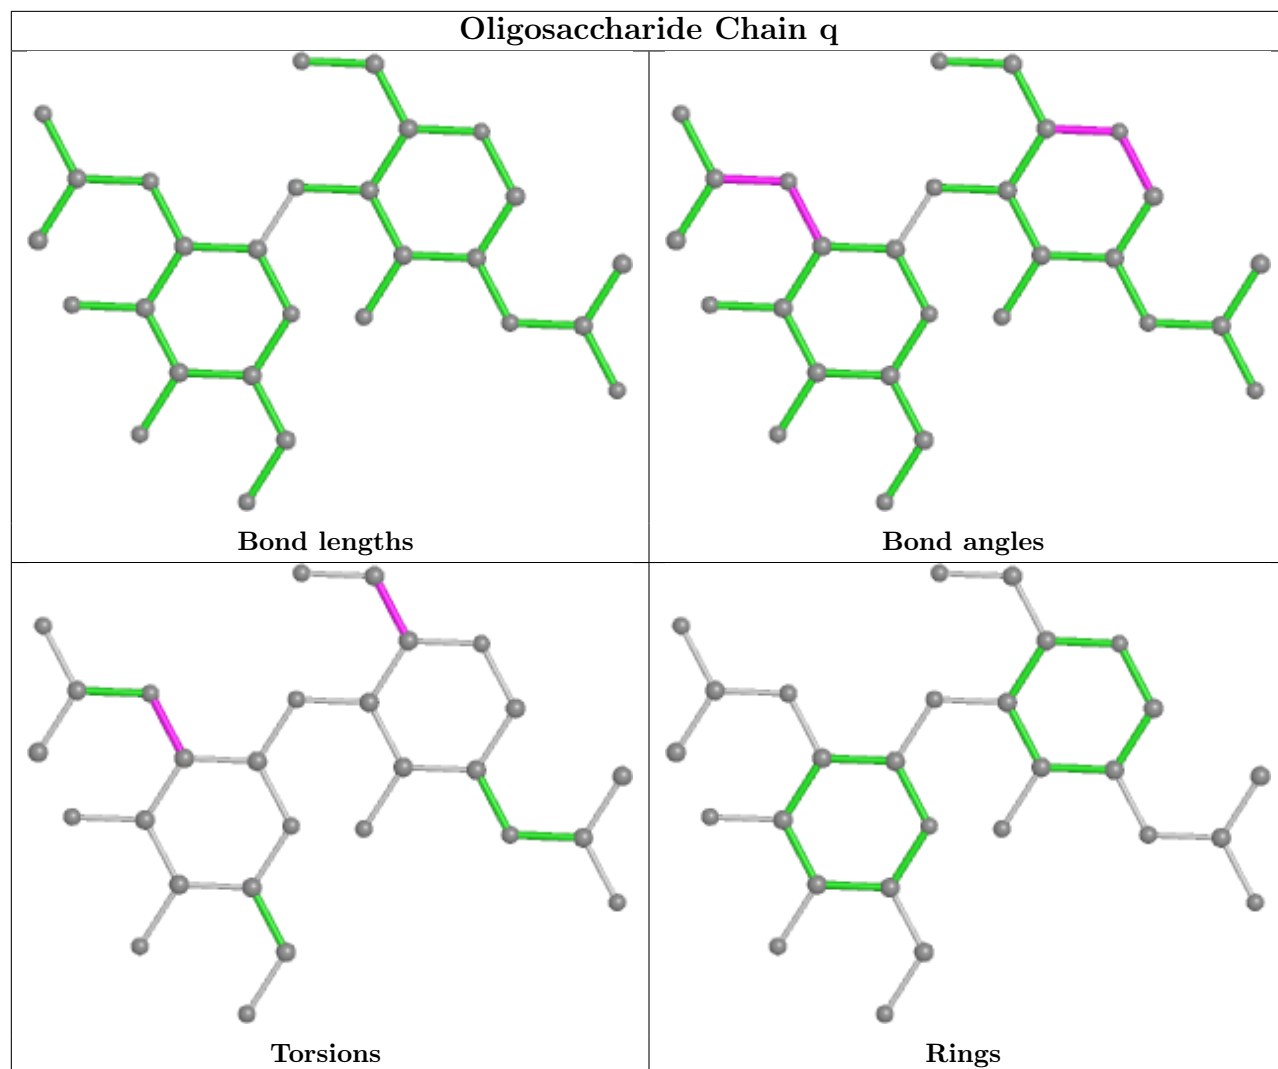 Oligosaccharide Chain q
Bond lengths
Bond angles
Torsions
Rings